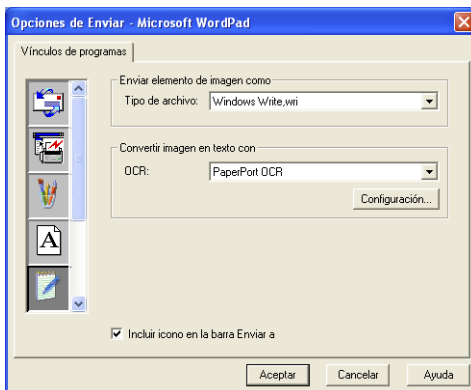 Opciones de Enviar - Microsoft WordPad
Vínculos de programas
Enviar elemento de imagen como
Tipo de archivo: Windows Write,wri
Convertir imagen en texto con
OCR: PaperPort OCR
Configuración...
A
Incluir icono en la barra Enviar a
Aceptar Cancelar Ayuda